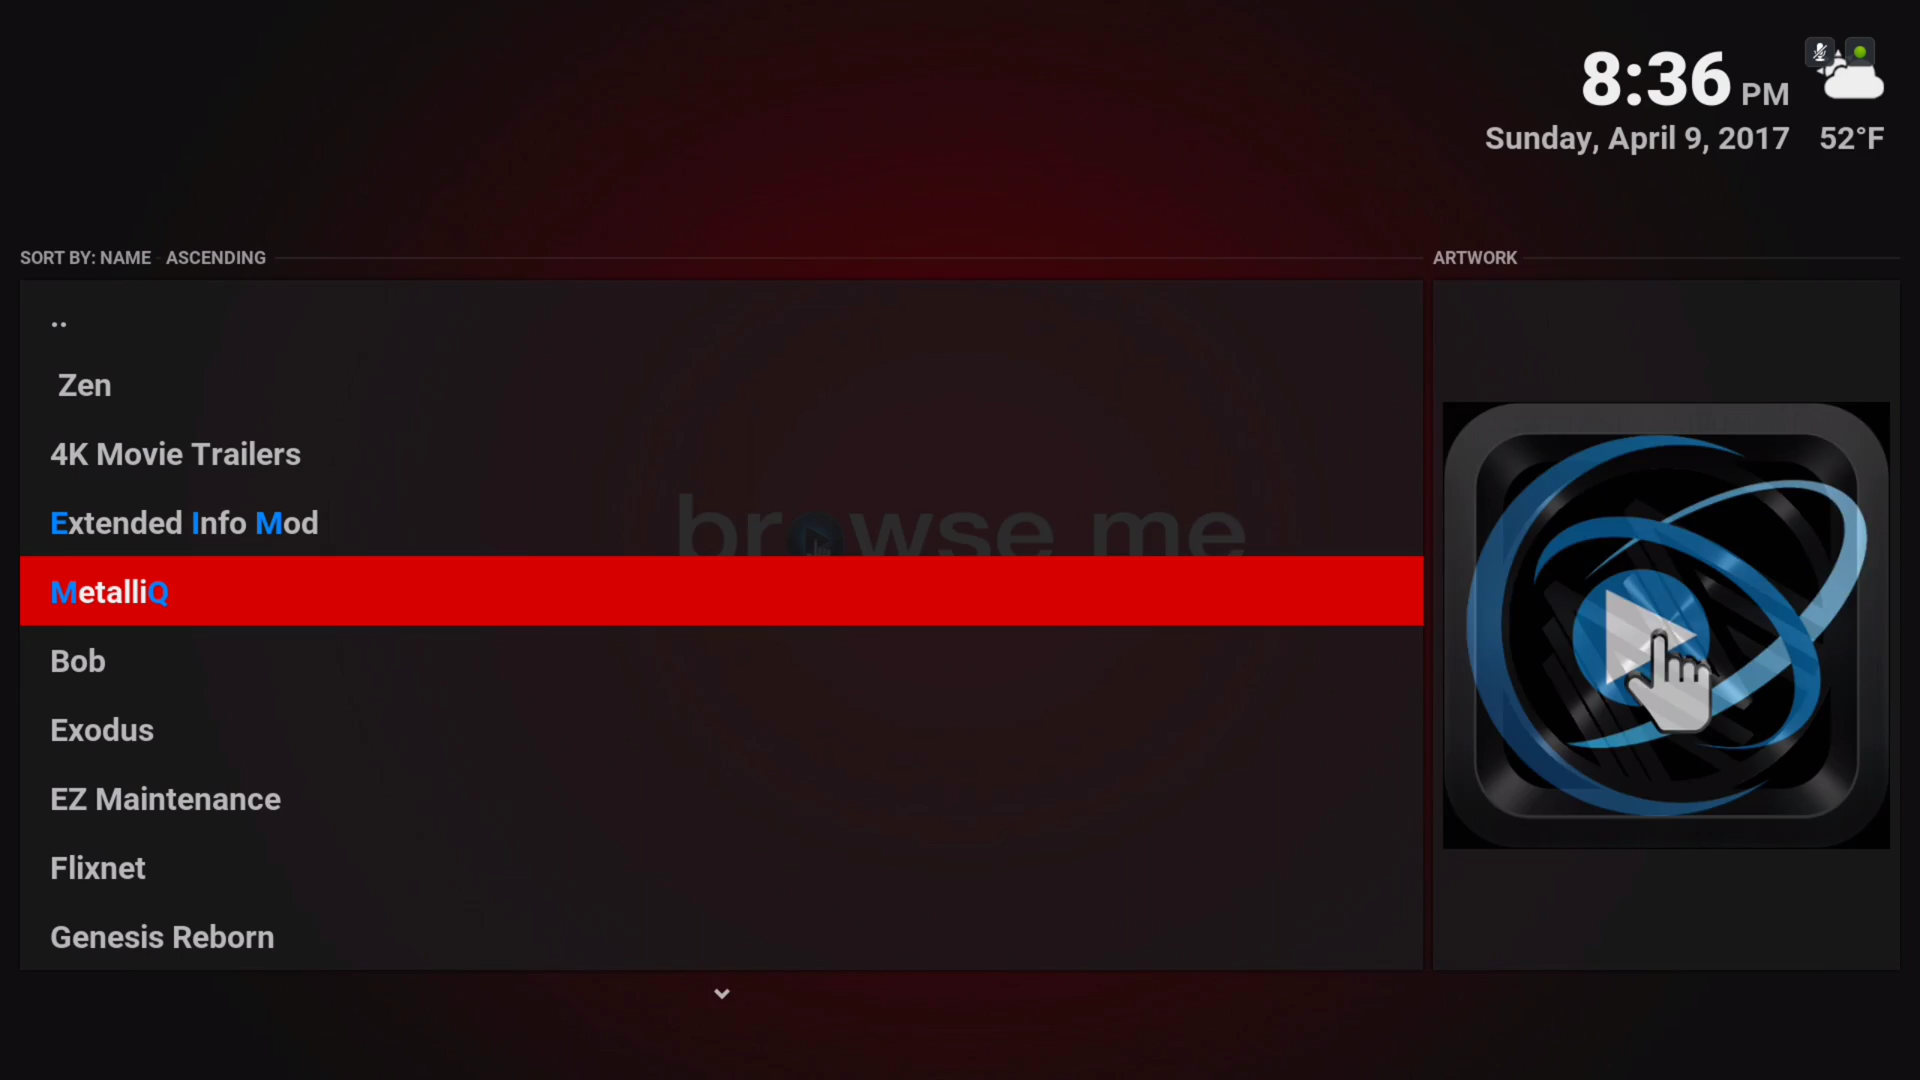 8:36 PM
Sunday, April 9, 2017 52°F
SORT BY: NAME - ASCENDING
ARTWORK
..
Zen
4K Movie Trailers
Extended Info Mod
browse me
MetalliQ
Bob
Exodus
EZ Maintenance
Flixnet
Genesis Reborn